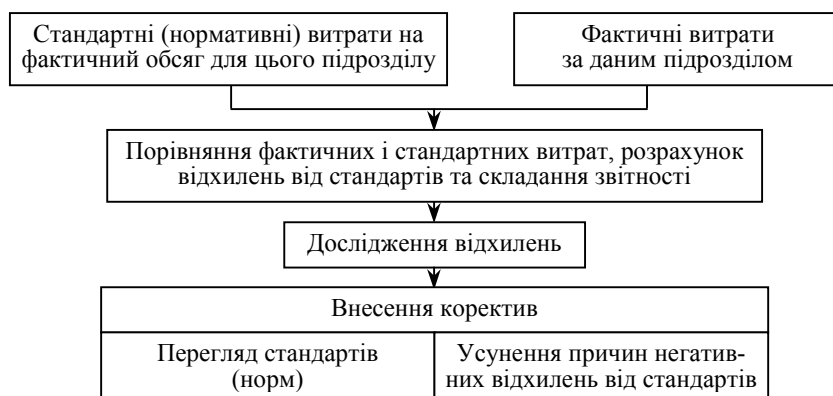 Стандартні (нормативні) витрати на
фактичний обсяг для цього підрозділу
Фактичні витрати
за даним підрозділом
Порівняння фактичних і стандартних витрат, розрахунок
відхилень від стандартів та складання звітності
Дослідження відхилень
Внесення коректив
Перегляд стандартів
(норм)
Усунення причин негатив-
них відхилень від стандартів